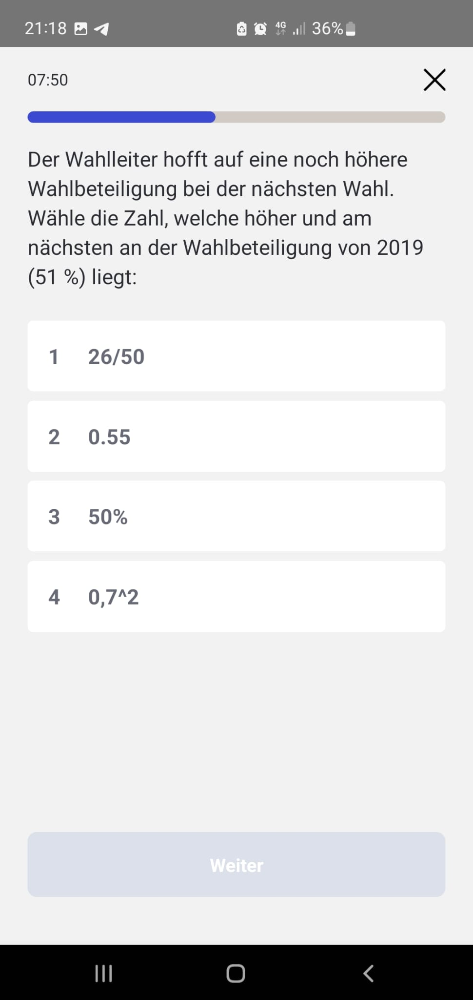 21:18 4G 36%
07:50
Der Wahlleiter hofft auf eine noch höhere
Wahlbeteiligung bei der nächsten Wahl.
Wähle die Zahl, welche höher und am
nächsten an der Wahlbeteiligung von 2019
(51 %) liegt:
1 26/50
2 0.55
3 50%
4 0,7^2
Weiter